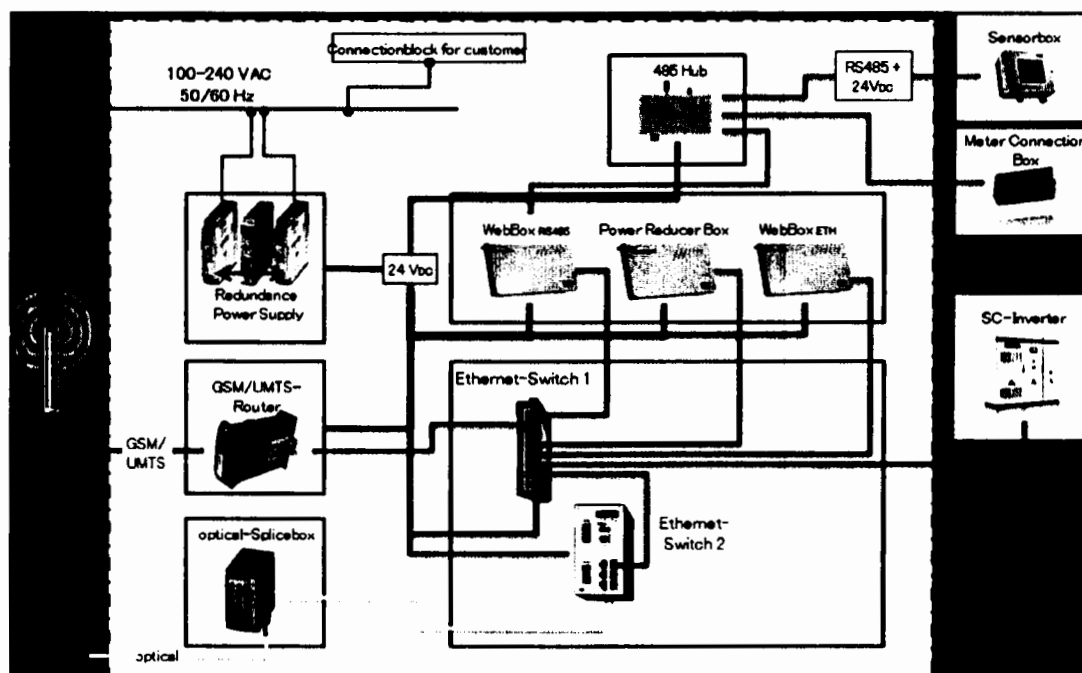 Connectionblock for customer
100-240 VAC
50/60 Hz
485 Hub
RS485 +
24VDC
Sensorbox
Meter Connection
Box
WebBox RS485
Power Reducer Box
WebBox ETH
24 VDC
Redundance
Power Supply
SC-Inverter
Ethernet-Switch 1
GSM/UMTS-
Router
GSM/
UMTS
optical-Splicebox
Ethernet-
Switch 2
optical